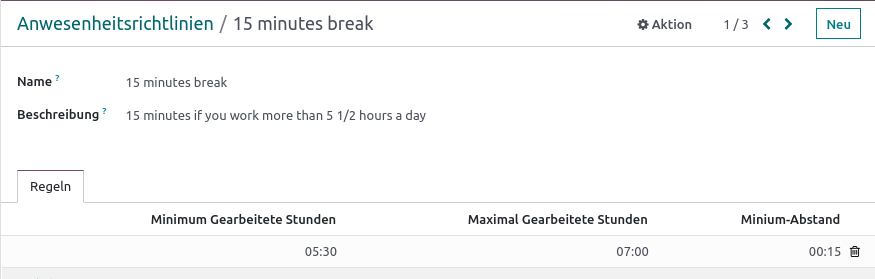 Anwesenheitsrichtlinien / 15 minutes break Aktion 1 / 3 Neu
Name ? 15 minutes break
Beschreibung ? 15 minutes if you work more than 5 1/2 hours a day
Regeln
Minimum Gearbeitete Stunden Maximal Gearbeitete Stunden Minium-Abstand
05:30 07:00 00:15